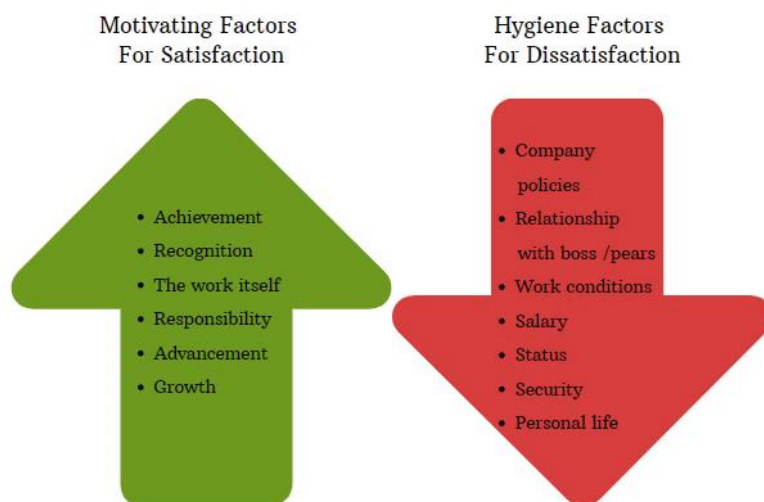 Motivating Factors
For Satisfaction
• Achievement
• Recognition
• The work itself
• Responsibility
• Advancement
• Growth
Hygiene Factors
For Dissatisfaction
• Company
policies
• Relationship
with boss /pears
• Work conditions
• Salary
• Status
• Security
• Personal life